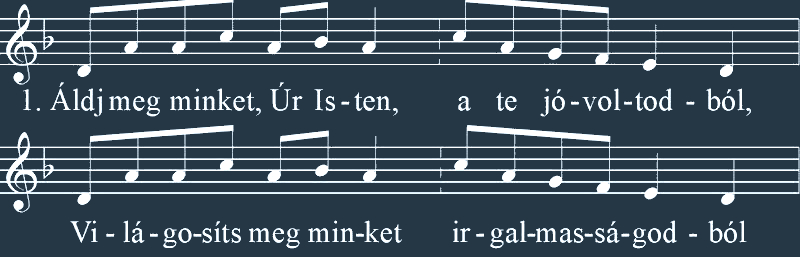 1. Áldj meg minket, Úr Is-ten, a te jó-vol-tod - ból,
Vi - lá-go-síts meg min-ket ir-gal-mas-sá-god - ból